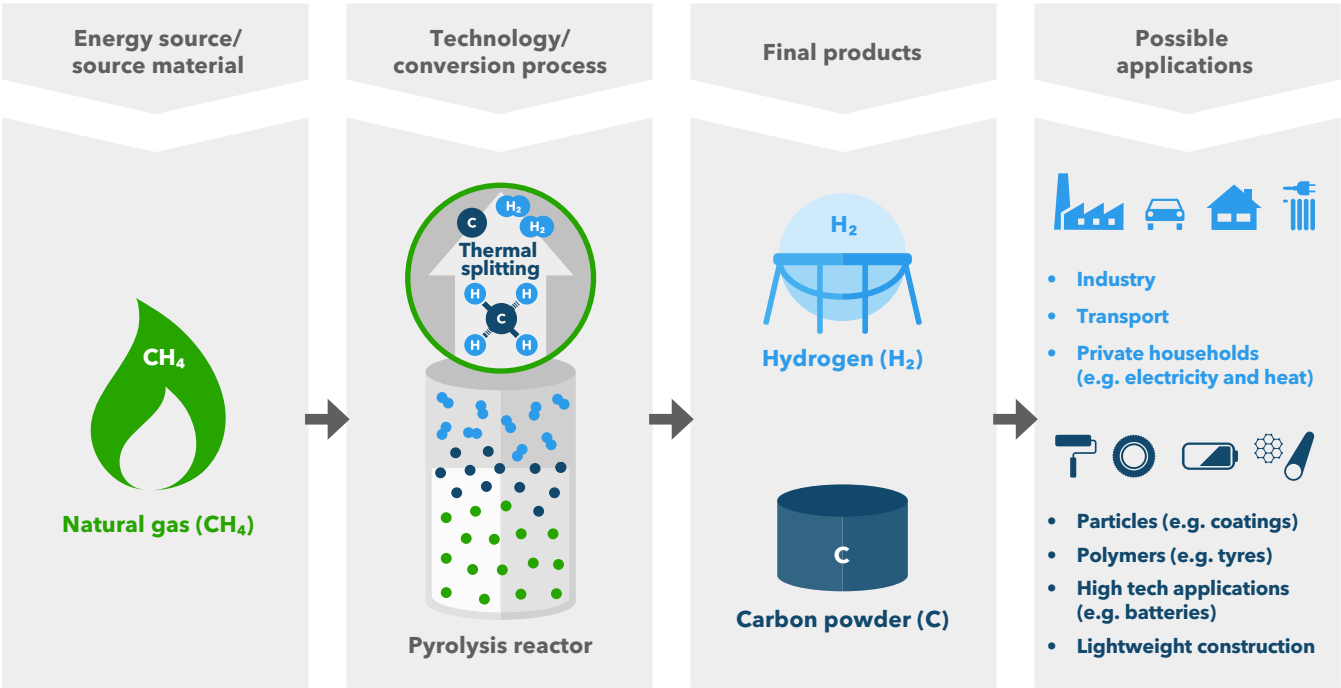 Energy source/
source material
Technology/
conversion process
Final products
Possible
applications
CH₄
Natural gas (CH₄)
C
H₂
H₂
Thermal
splitting
H
H
C
H
H
Pyrolysis reactor
H₂
Hydrogen (H₂)
C
Carbon powder (C)
• Industry
• Transport
• Private households
(e.g. electricity and heat)
• Particles (e.g. coatings)
• Polymers (e.g. tyres)
• High tech applications
(e.g. batteries)
• Lightweight construction